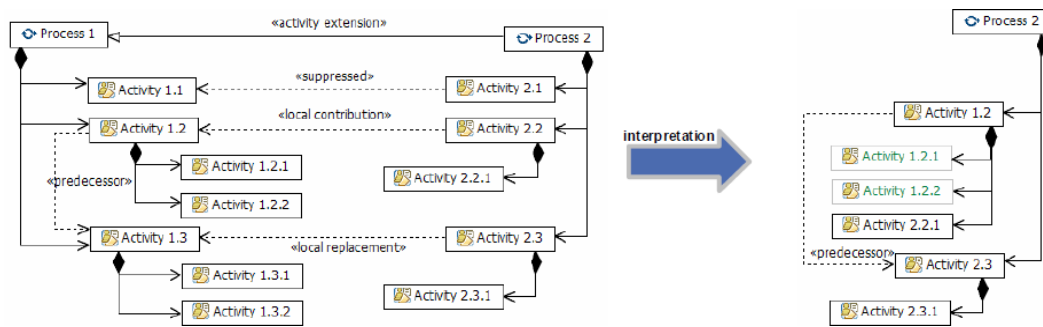 «activity extension»
Process 1
Process 2
«suppressed»
Activity 1.1
Activity 2.1
«local contribution»
Activity 1.2
Activity 2.2
Activity 1.2.1
Activity 2.2.1
«predecessor»
Activity 1.2.2
Activity 1.3
Activity 2.3
«local replacement»
Activity 1.3.1
Activity 2.3.1
Activity 1.3.2
interpretation
Process 2
Activity 1.2
Activity 1.2.1
Activity 1.2.2
Activity 2.2.1
«predecessor»
Activity 2.3
Activity 2.3.1